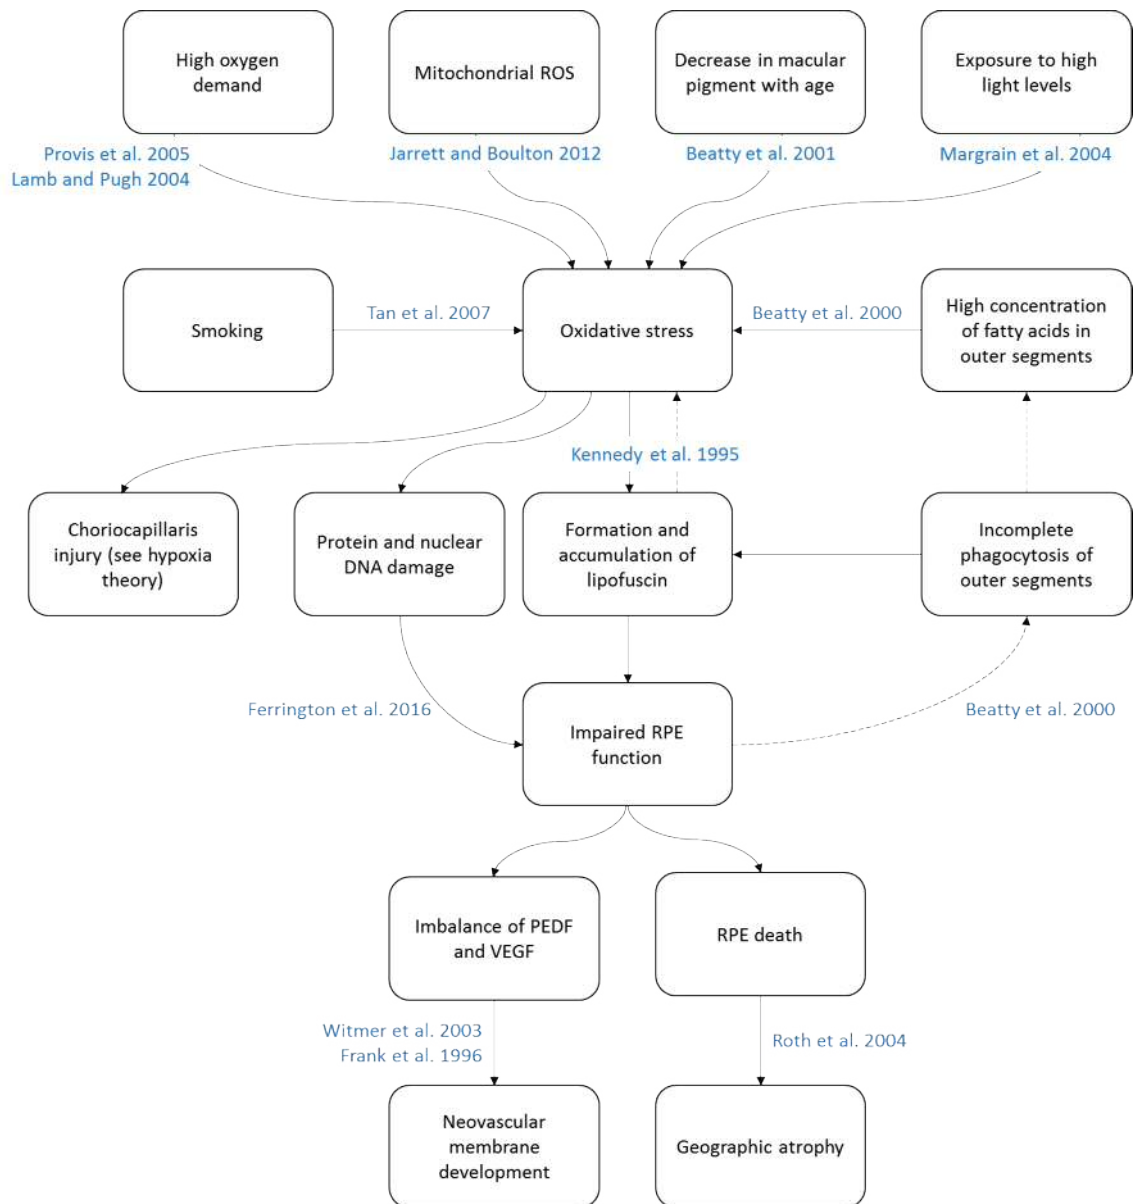 High oxygen
demand
Mitochondrial ROS
Decrease in macular
pigment with age
Exposure to high
light levels
Provis et al. 2005
Lamb and Pugh 2004
Jarrett and Boulton 2012
Beatty et al. 2001
Margrain et al. 2004
Smoking
Tan et al. 2007
Oxidative stress
Beatty et al. 2000
High concentration
of fatty acids in
outer segments
Kennedy et al. 1995
Choriocapillaris
injury (see hypoxia
theory)
Protein and nuclear
DNA damage
Formation and
accumulation of
lipofuscin
Incomplete
phagocytosis of
outer segments
Ferrington et al. 2016
Impaired RPE
function
Beatty et al. 2000
Imbalance of PEDF
and VEGF
RPE death
Witmer et al. 2003
Frank et al. 1996
Roth et al. 2004
Neovascular
membrane
development
Geographic atrophy